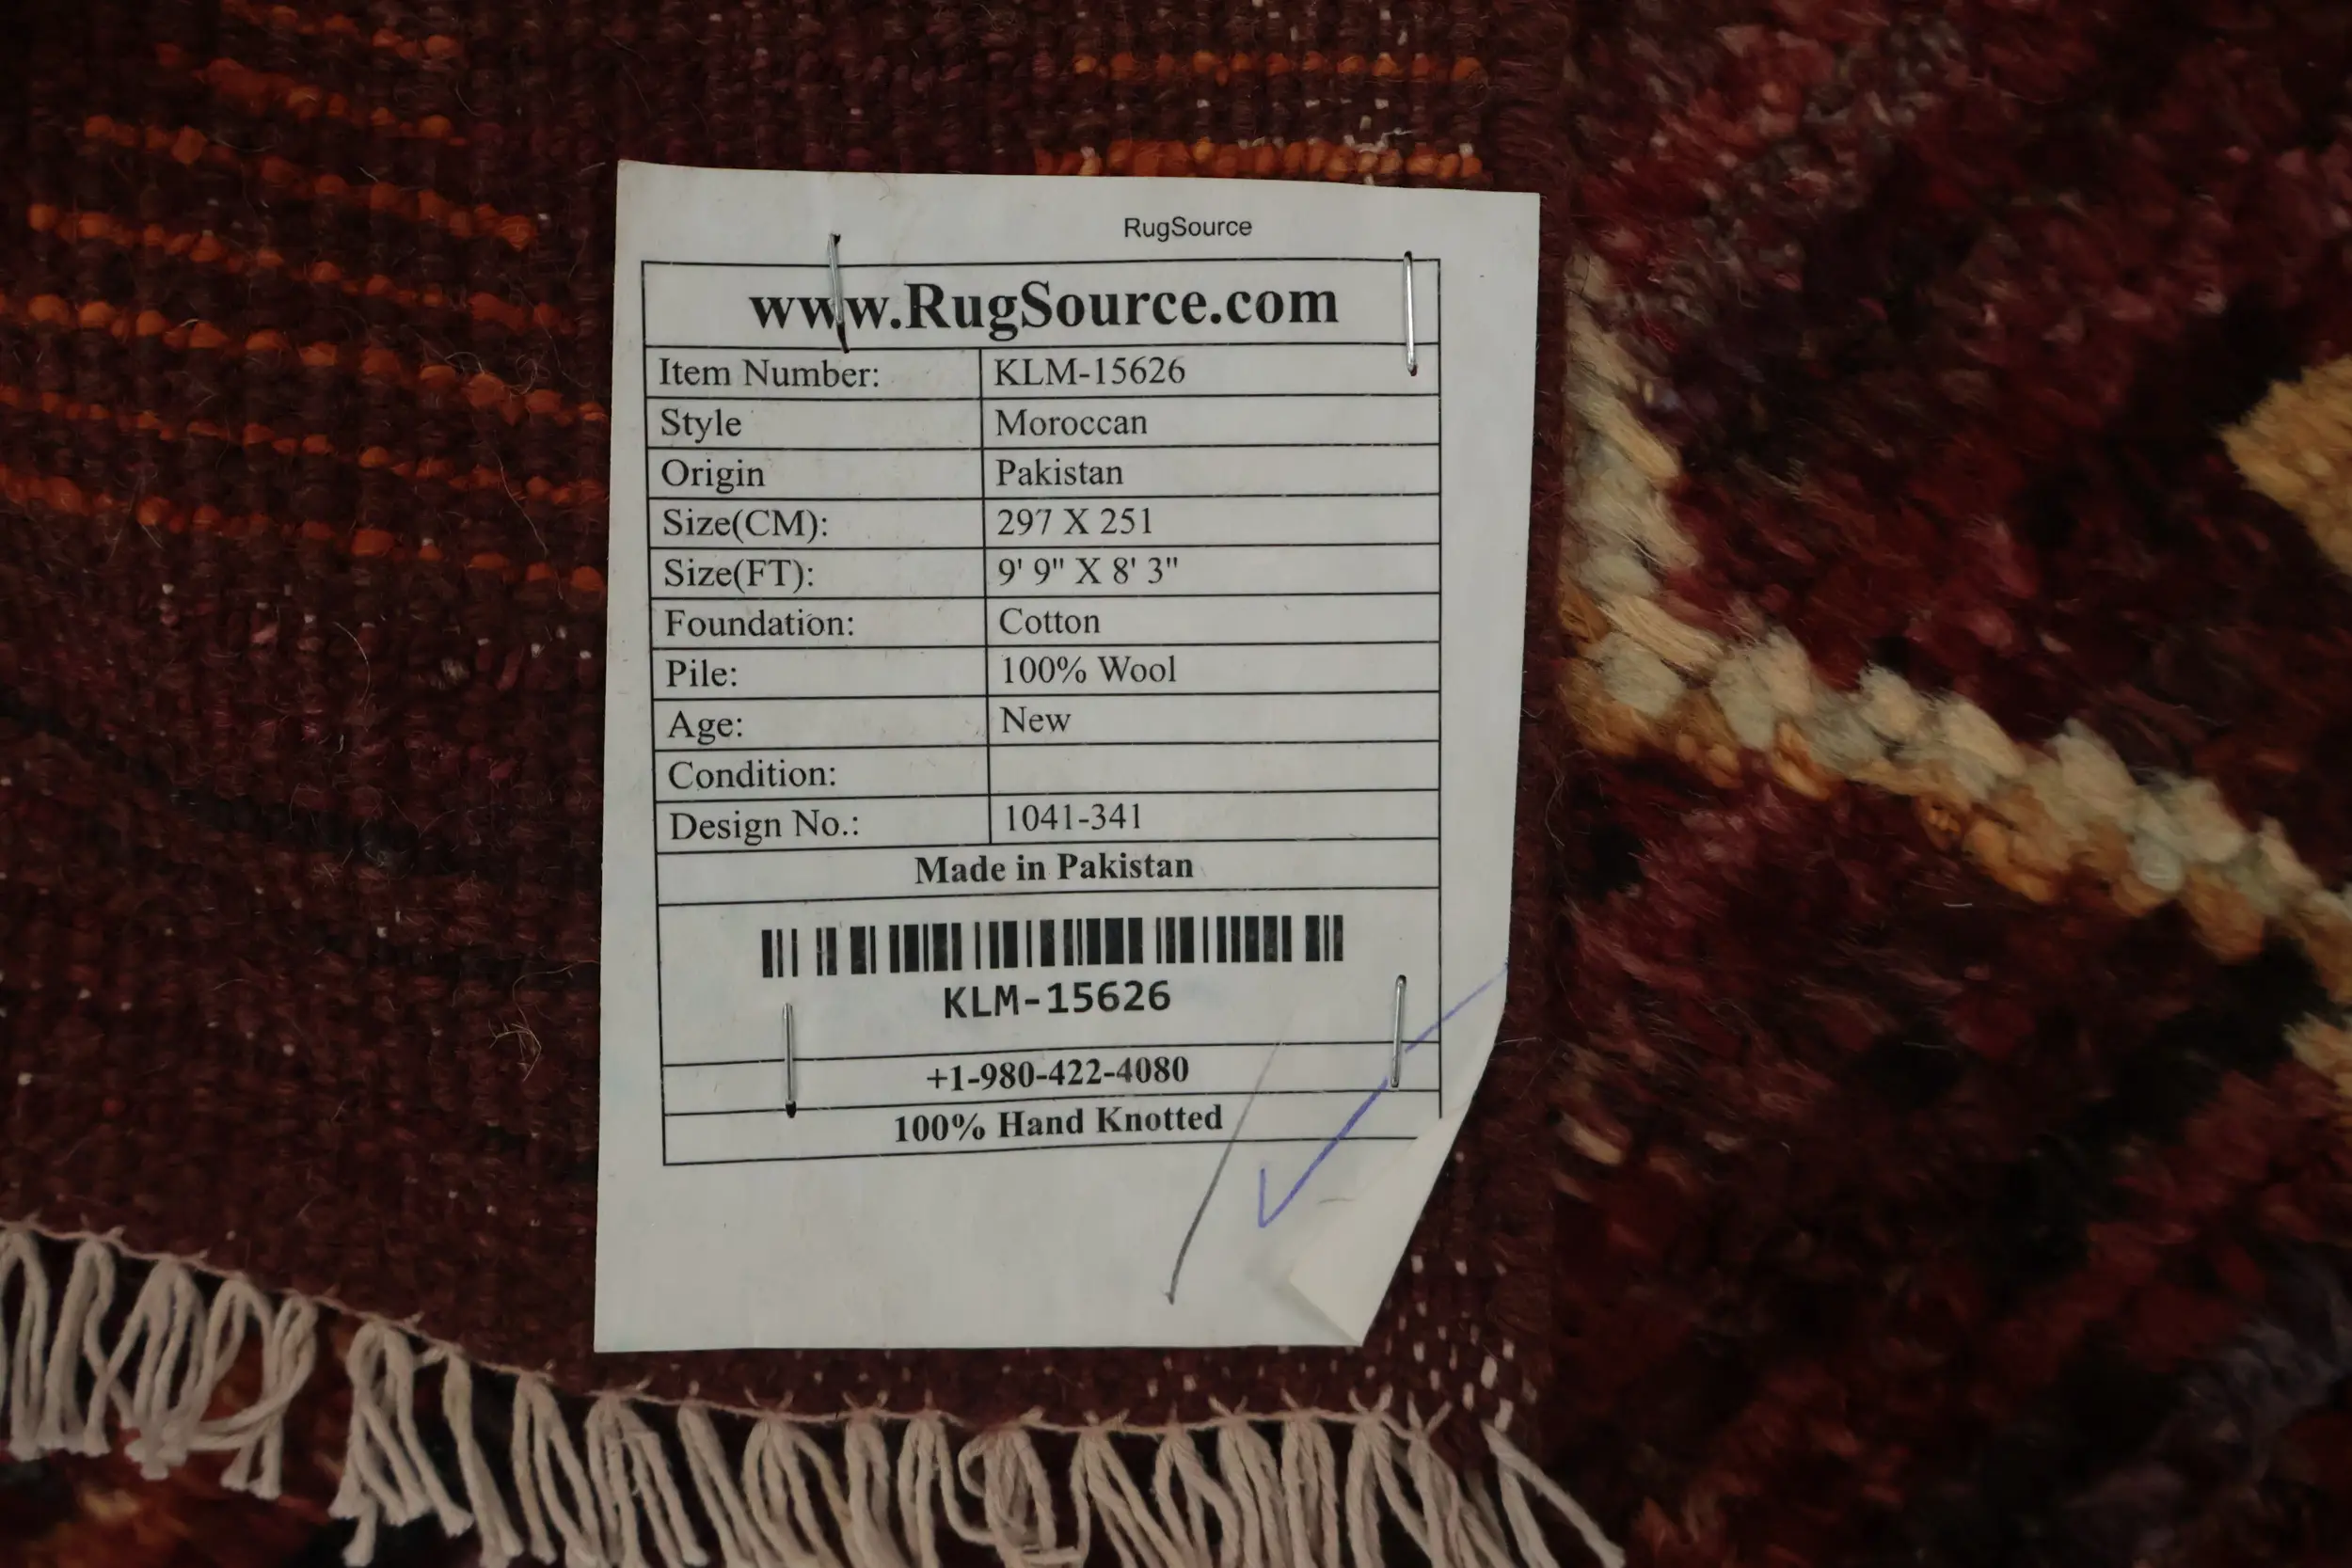 RugSource
www.RugSource.com
Item Number: KLM-15626
Style Moroccan
Origin Pakistan
Size(CM): 297 X 251
Size(FT): 9' 9" X 8' 3"
Foundation: Cotton
Pile: 100% Wool
Age: New
Condition:
Design No.: 1041-341
Made in Pakistan
KLM-15626
+1-980-422-4080
100% Hand Knotted